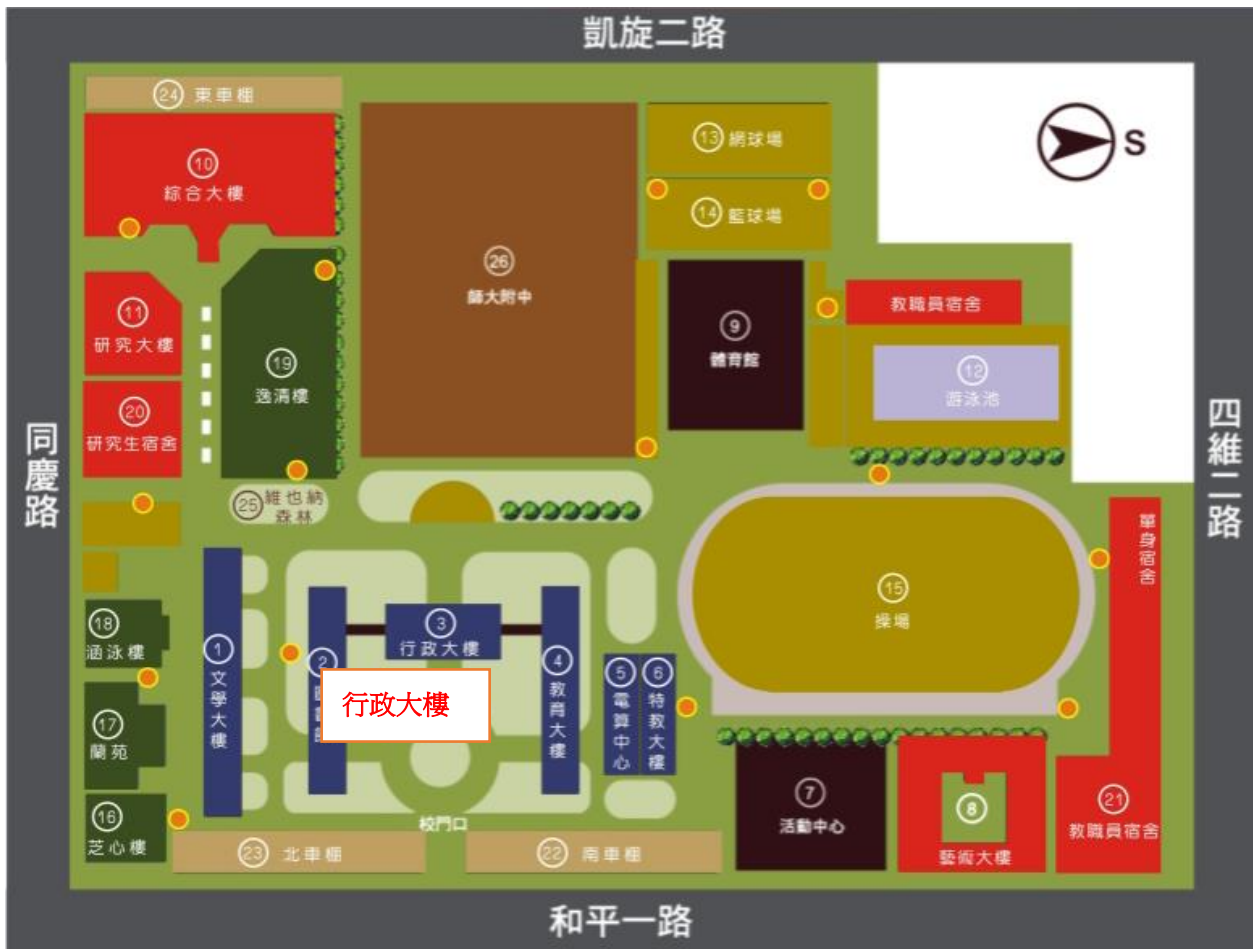 凱旋二路
24 東車棚
10
綜合大樓
13 網球場
14 籃球場
S
26
師大附中
11
研究大樓
19
逸清樓
9
體育館
教職員宿舍
12
游泳池
20
研究生宿舍
同慶路
四維二路
25 維也納
森林
單身宿舍
15
操場
18
涵泳樓
1
文學大樓
2
3
行政大樓
4
教育大樓
5
電算中心
6
特教大樓
行政大樓
17
蘭苑
16
芝心樓
校門口
23 北車棚
22 南車棚
7
活動中心
8
藝術大樓
21
教職員宿舍
和平一路